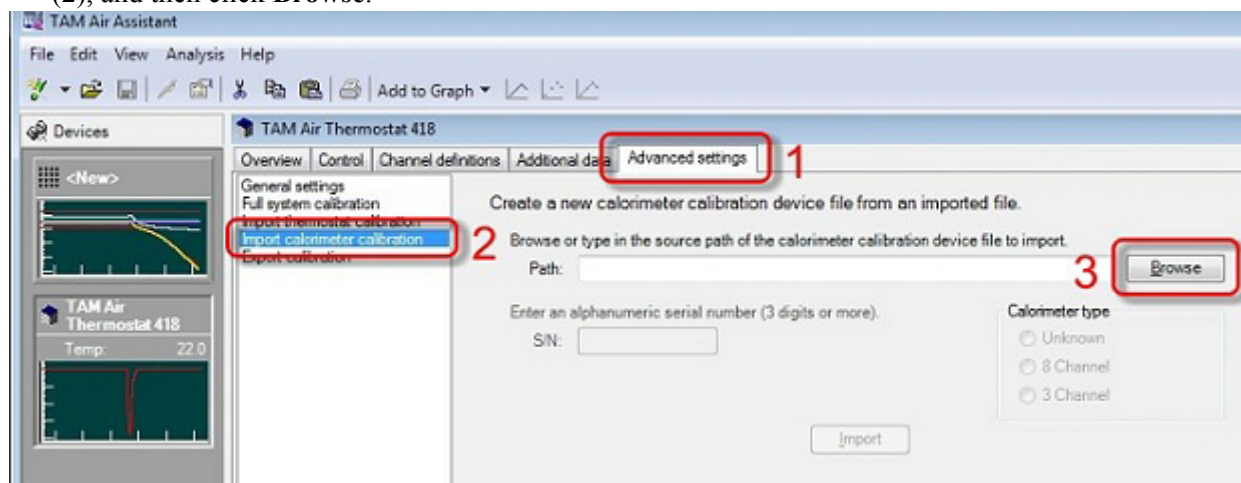 (2), and then click Browse.
TAM Air Assistant
File Edit View Analysis Help
Add to Graph
Devices
TAM Air Thermostat 418
Overview Control Channel definitions Additional data Advanced settings 1
<New>
General settings
Full system calibration
Import thermostat calibration
Import calorimeter calibration 2
Export calibration
Create a new calorimeter calibration device file from an imported file.
Browse or type in the source path of the calorimeter calibration device file to import.
Path: 3 Browse
Enter an alphanumeric serial number (3 digits or more).
S/N:
Calorimeter type
Unknown
8 Channel
3 Channel
Import
TAM Air
Thermostat 418
Temp: 22.0